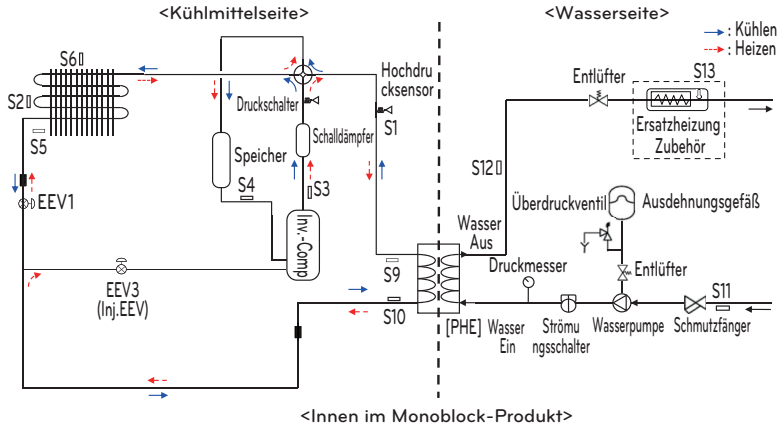 <Kühlmittelseite>
<Wasserseite>
: Kühlen
: Heizen
S6
S2
S5
EEV1
EEV3
(Inj.EEV)
Druckschalter
Speicher
S4
Schalldämpfer
S3
Inv.-Comp
Hochdru
cksensor
S1
S9
S10
[PHE]
Wasser
Aus
Wasser
Ein
Druckmesser
Strömu
ngsschalter
Wasserpumpe
Schmutzfänger
S11
Entlüfter
Überdruckventil
Ausdehnungsgefäß
S12
Entlüfter
S13
Ersatzheizung
Zubehör
<Innen im Monoblock-Produkt>